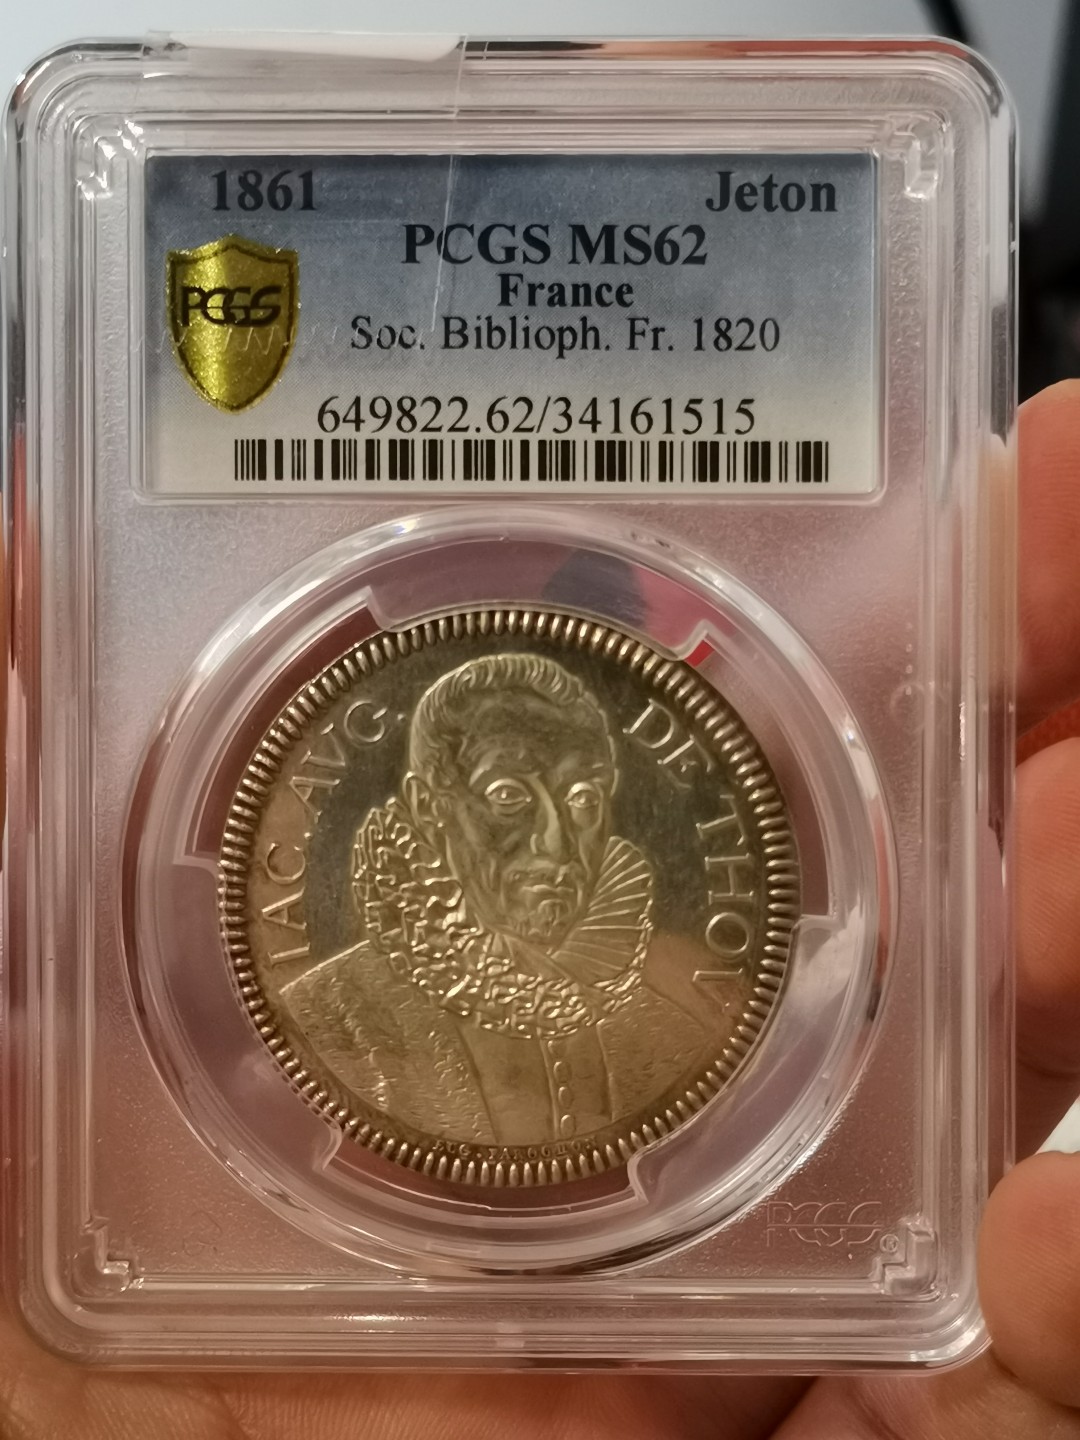 1861 Jeton
PCGS MS62
France
PCGS
Soc. Biblioph. Fr. 1820
649822.62/34161515
IAC. AVG. DE THOV
PCGS